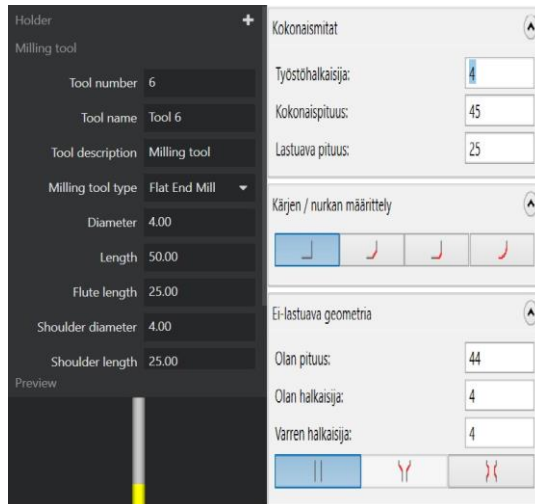 Holder +
Milling tool
Tool number 6
Tool name Tool 6
Tool description Milling tool
Milling tool type Flat End Mill
Diameter 4.00
Length 50.00
Flute length 25.00
Shoulder diameter 4.00
Shoulder length 25.00
Preview
Kokonaismitat
Työstöhalkaisija: 4
Kokonaispituus: 45
Lastuava pituus: 25
Kärjen / nurkan määrittely
Ei-lastuava geometria
Olan pituus: 44
Olan halkaisija: 4
Varren halkaisija: 4